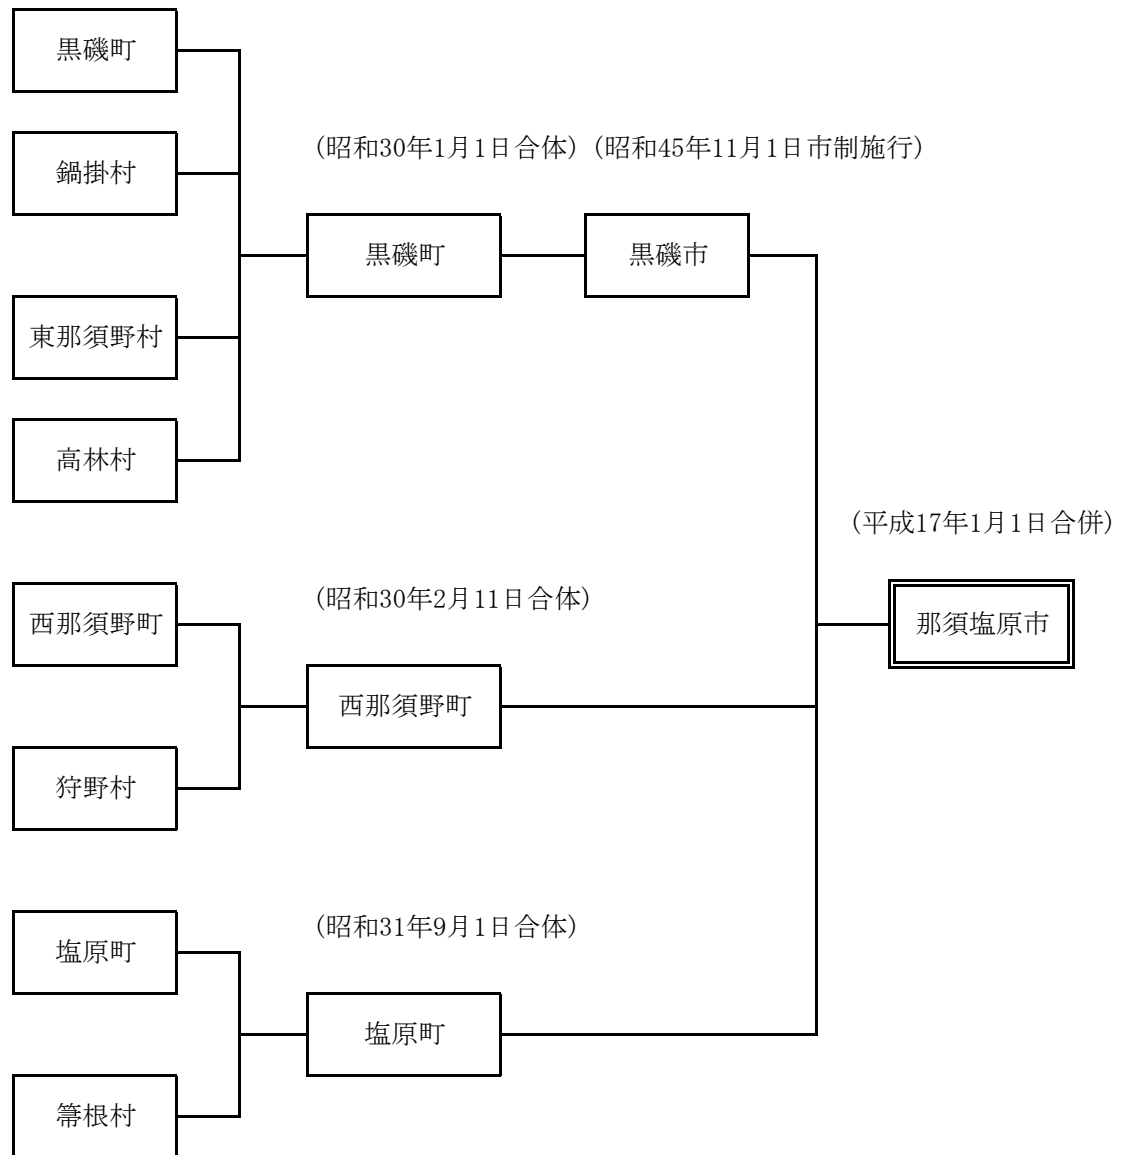 黒磯町
鍋掛村
(昭和30年1月1日合体) (昭和45年11月1日市制施行)
黒磯町
黒磯市
東那須野村
高林村
(平成17年1月1日合併)
西那須野町
(昭和30年2月11日合体)
那須塩原市
西那須野町
狩野村
塩原町
(昭和31年9月1日合体)
塩原町
箒根村